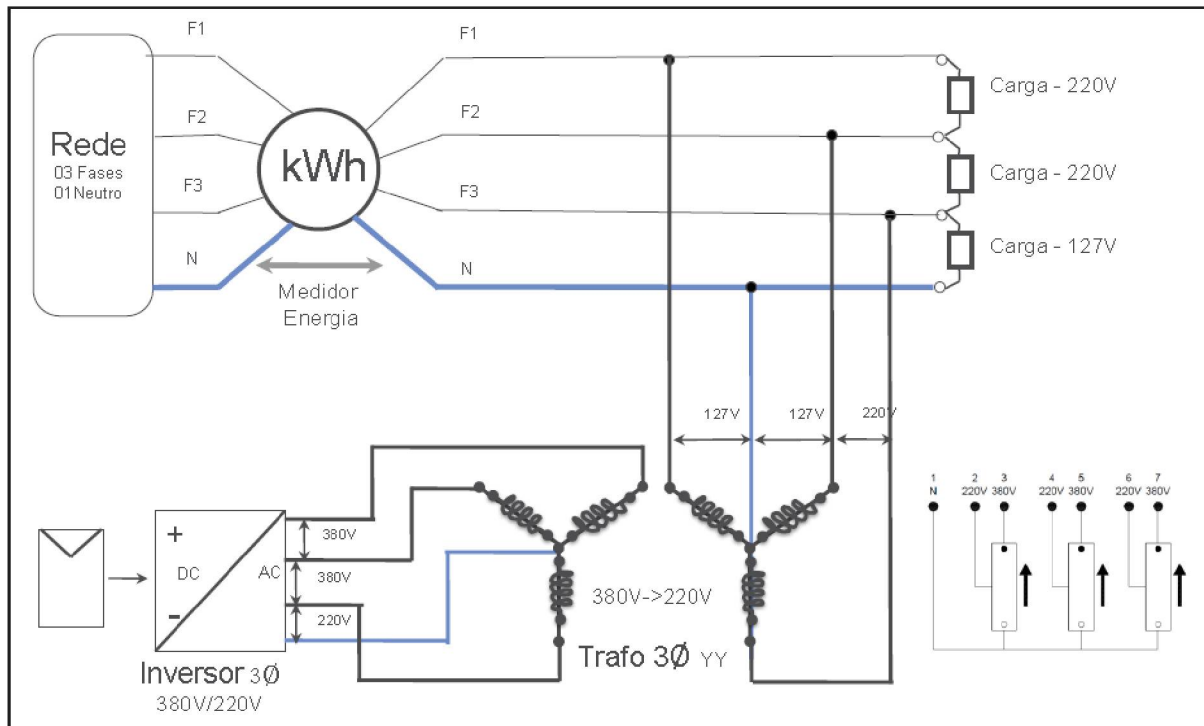 F1
F1
F2
F2
F3
F3
N
N
Rede
03 Fases
01Neutro
kWh
Medidor
Energia
Carga - 220V
Carga - 220V
Carga - 127V
127V
127V
220V
+
DC
-
AC
380V
380V
220V
Inversor 3Ø
380V/220V
380V->220V
Trafo 3Ø YY
1 2 3 4 5 6 7
N 220V 380V 220V 380V 220V 380V